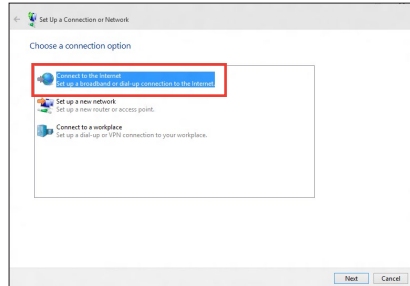 Set Up a Connection or Network
Choose a connection option
Connect to the Internet
Set up a broadband or dial-up connection to the Internet.
Set up a new network
Set up a new router or access point.
Connect to a workplace
Set up a dial-up or VPN connection to your workplace.
Next Cancel